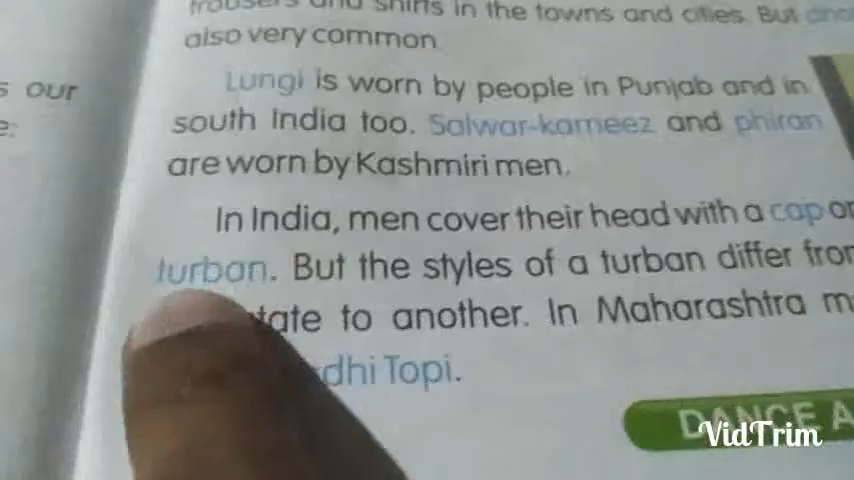 trousers and shirts in the towns and cities. But
also very common
s our
e:
Lungi is worn by people in Punjab and in
south India too. Salwar-kameez and phiran
are worn by Kashmiri men.
In India, men cover their head with a cap or
turban. But the styles of a turban differ from
tate to another. In Maharashtra m
dhi Topi.
DANCE A
VidTrim